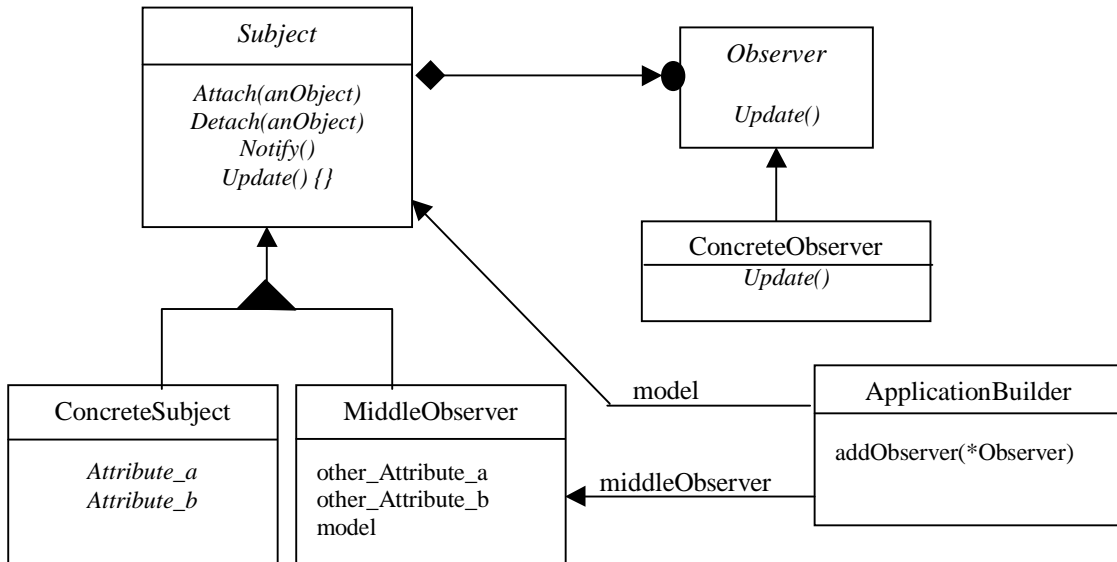 Subject
Attach(anObject)
Detach(anObject)
Notify()
Update() {}
Observer
Update()
ConcreteObserver
Update()
ConcreteSubject
Attribute_a
Attribute_b
MiddleObserver
other_Attribute_a
other_Attribute_b
model
model
middleObserver
ApplicationBuilder
addObserver(*Observer)